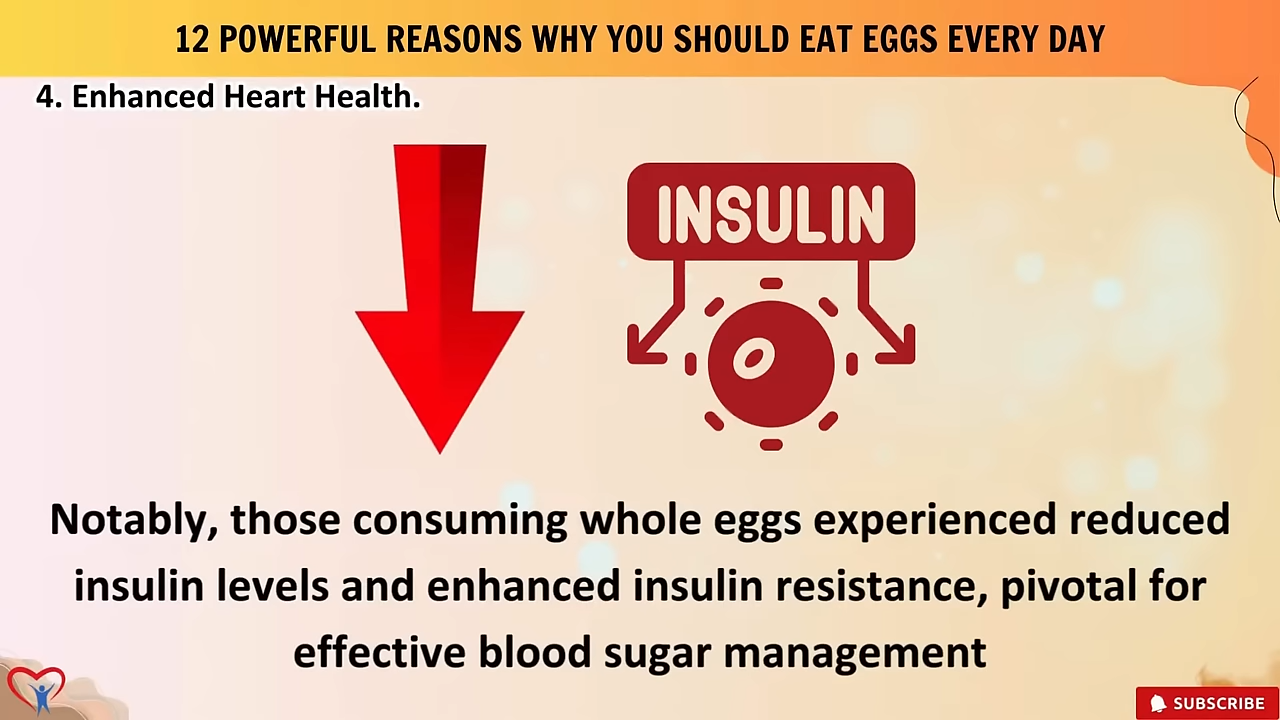 12 POWERFUL REASONS WHY YOU SHOULD EAT EGGS EVERY DAY
4. Enhanced Heart Health.
INSULIN
Notably, those consuming whole eggs experienced reduced
insulin levels and enhanced insulin resistance, pivotal for
effective blood sugar management
SUBSCRIBE